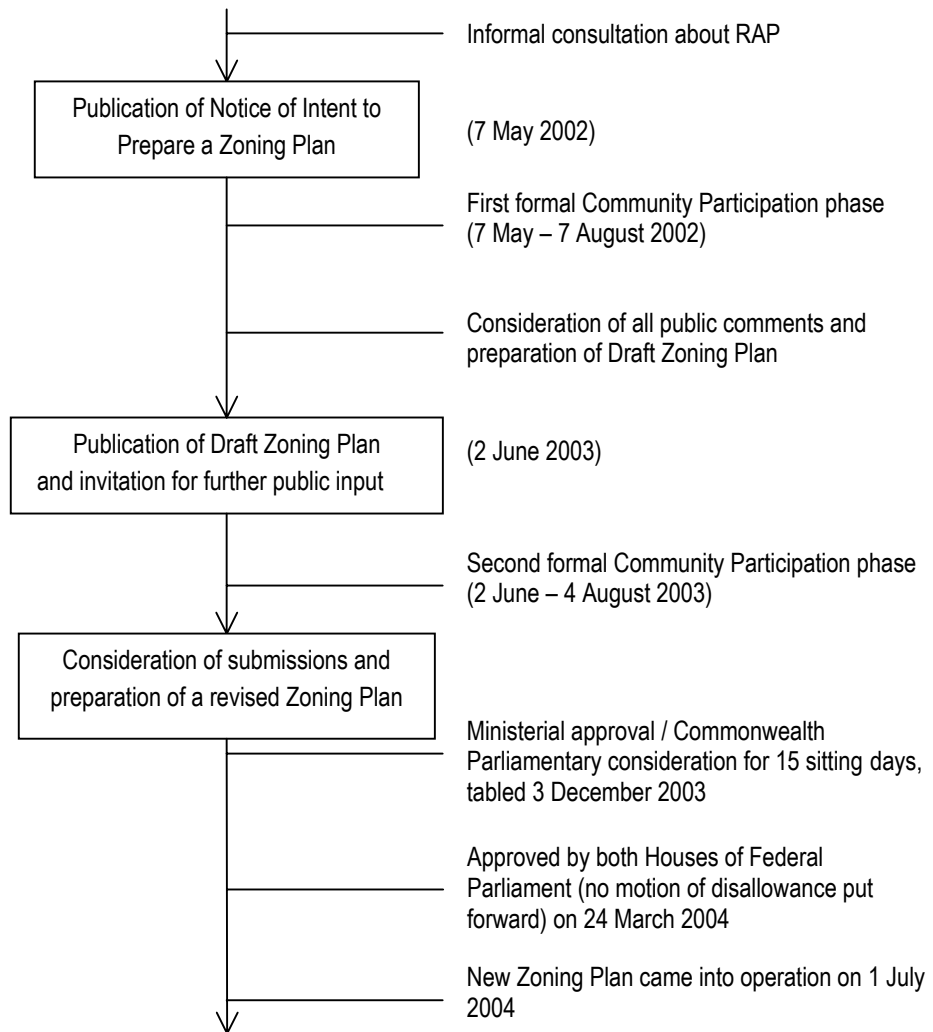 Informal consultation about RAP
Publication of Notice of Intent to
Prepare a Zoning Plan
(7 May 2002)
First formal Community Participation phase
(7 May – 7 August 2002)
Consideration of all public comments and
preparation of Draft Zoning Plan
Publication of Draft Zoning Plan
and invitation for further public input
(2 June 2003)
Second formal Community Participation phase
(2 June – 4 August 2003)
Consideration of submissions and
preparation of a revised Zoning Plan
Ministerial approval / Commonwealth
Parliamentary consideration for 15 sitting days,
tabled 3 December 2003
Approved by both Houses of Federal
Parliament (no motion of disallowance put
forward) on 24 March 2004
New Zoning Plan came into operation on 1 July
2004